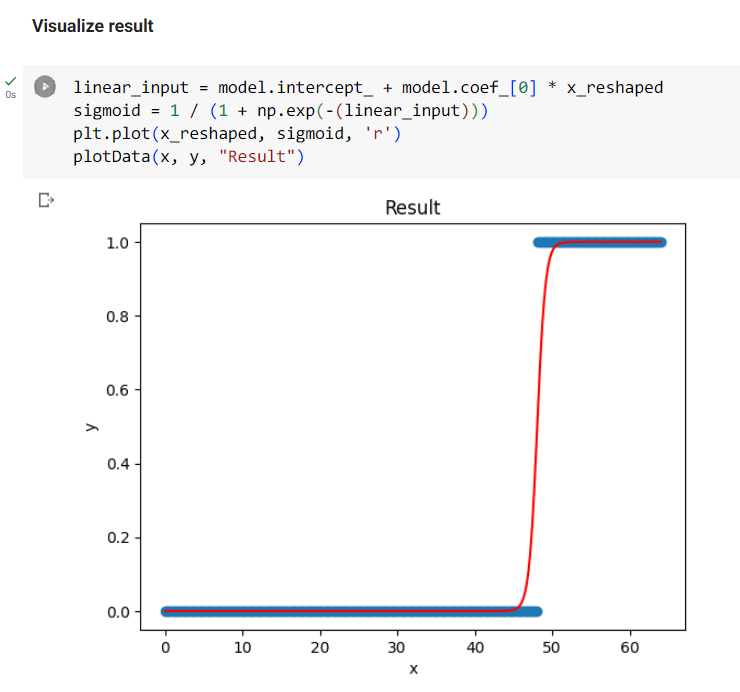 Visualize result
0s
linear_input = model.intercept_ + model.coef_[0] * x_reshaped
sigmoid = 1 / (1 + np.exp(-(linear_input)))
plt.plot(x_reshaped, sigmoid, 'r')
plotData(x, y, "Result")
Result
1.0
0.8
0.6
y
0.4
0.2
0.0
0 10 20 30 40 50 60
x